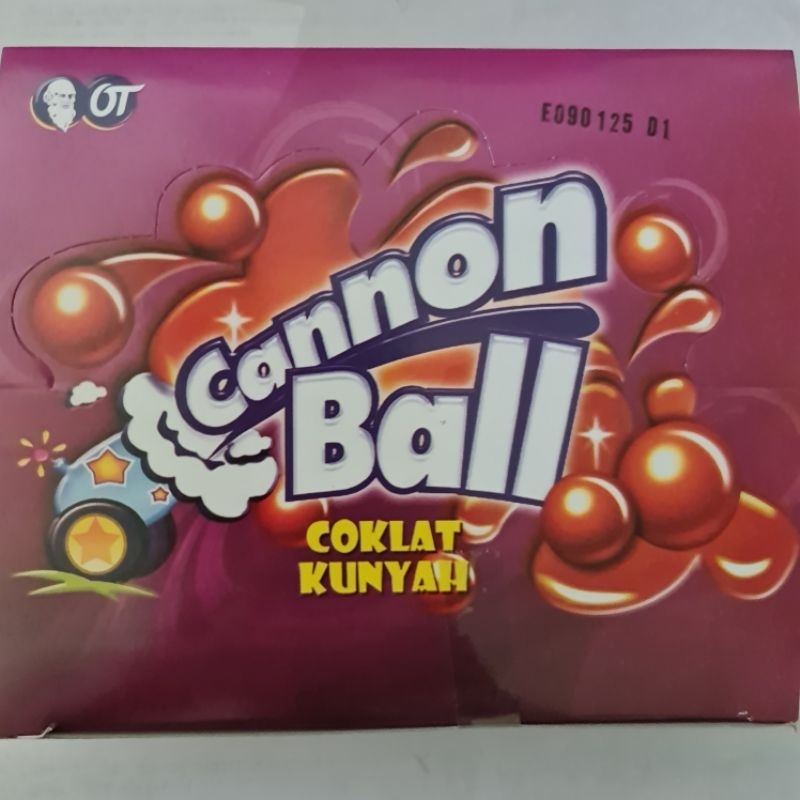 OT
E090125 D1
Cannon
Ball
COKLAT
KUNYAH